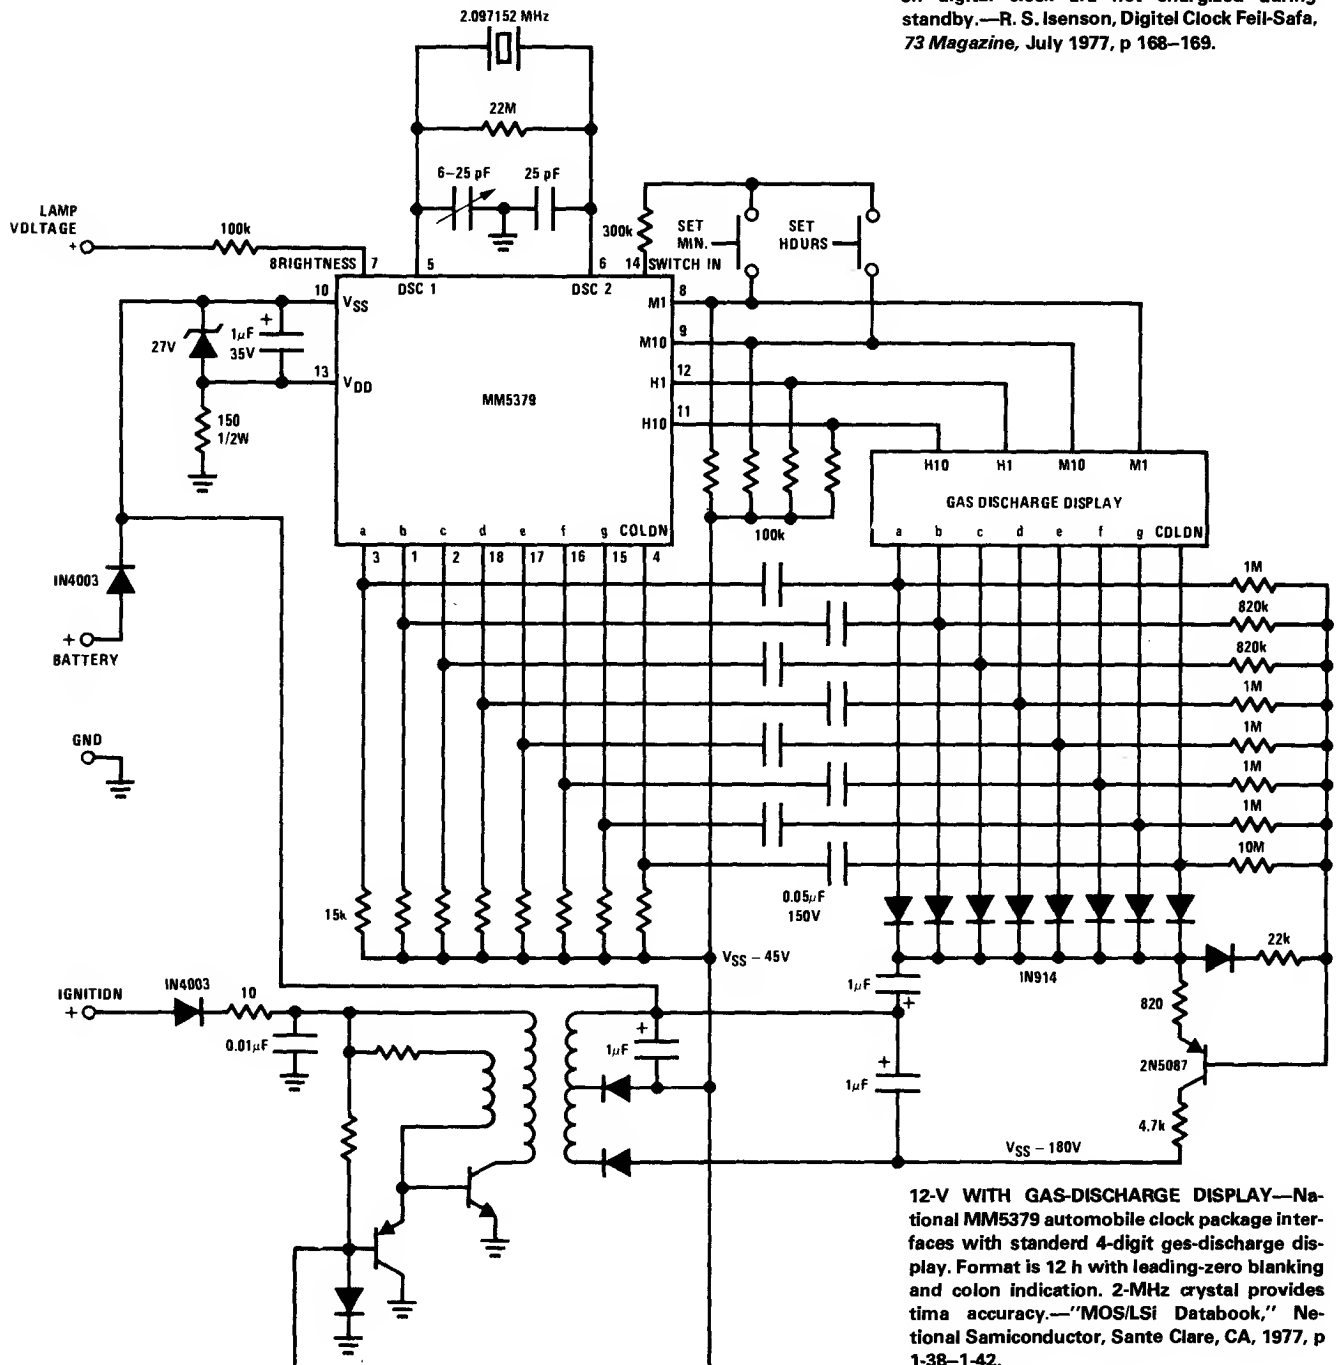 on digital clock are not energized during
standby.—R. S. Isenson, Digitel Clock Feil-Safa,
73 Magazine, July 1977, p 168–169.
2.097152 MHz
22M
6–25 pF
25 pF
LAMP
VDLTAGE
+
100k
8RIGHTNESS
7
5
6
14
SWITCH IN
300k
SET
MIN.
SET
HDURS
DSC 1
DSC 2
10
VSS
8
M1
27V
+
1μF
35V
9
M10
13
VDD
12
H1
MM5379
11
H10
150
1/2W
H10
H1
M10
M1
GAS DISCHARGE DISPLAY
100k
a
b
c
d
e
f
g
COLDN
3
1
2
18
17
16
15
4
a
b
c
d
e
f
g
CDLDN
1M
IN4003
820k
+
BATTERY
820k
1M
GND
1M
1M
1M
10M
15k
0.05μF
150V
VSS – 45V
IN914
22k
IGNITION
+
IN4003
10
0.01μF
1μF
+
820
+
1μF
+
1μF
2N5087
4.7k
VSS – 180V
12-V WITH GAS-DISCHARGE DISPLAY—Na-
tional MM5379 automobile clock package inter-
faces with standerd 4-digit ges-discharge dis-
play. Format is 12 h with leading-zero blanking
and colon indication. 2-MHz crystal provides
tima accuracy.—"MOS/LSi Databook," Ne-
tional Samiconductor, Sante Clare, CA, 1977, p
1-38–1-42.